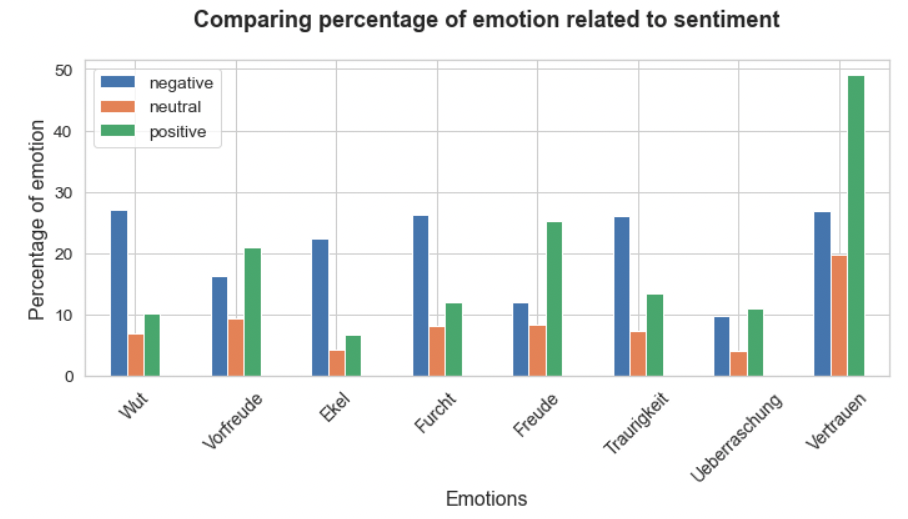 Comparing percentage of emotion related to sentiment
negative
neutral
positive
Percentage of emotion
50
40
30
20
10
0
Wut
Vorfreude
Ekel
Furcht
Freude
Traurigkeit
Ueberraschung
Vertrauen
Emotions